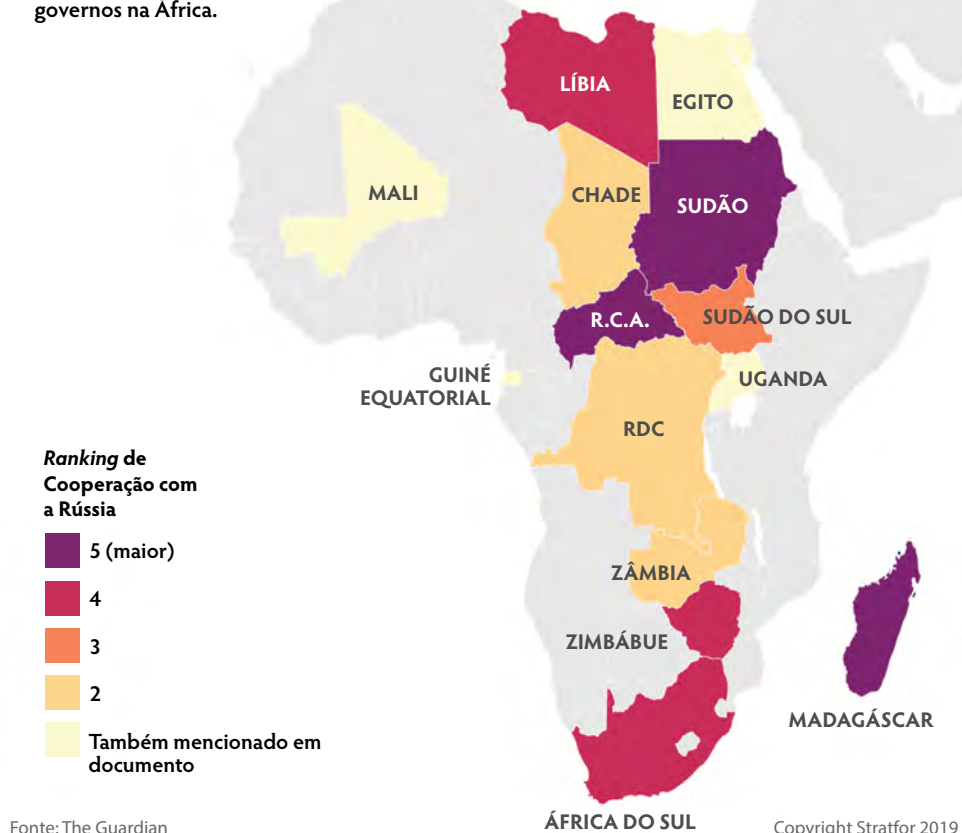 governos na África.
LÍBIA
EGITO
MALI
CHADE
SUDÃO
R.C.A.
SUDÃO DO SUL
GUINÉ
EQUATORIAL
UGANDA
RDC
Ranking de
Cooperação com
a Rússia
5 (maior)
4
3
2
Também mencionado em
documento
ZÂMBIA
ZIMBÁBUE
MADAGÁSCAR
ÁFRICA DO SUL
Fonte: The Guardian
Copyright Stratfor 2019